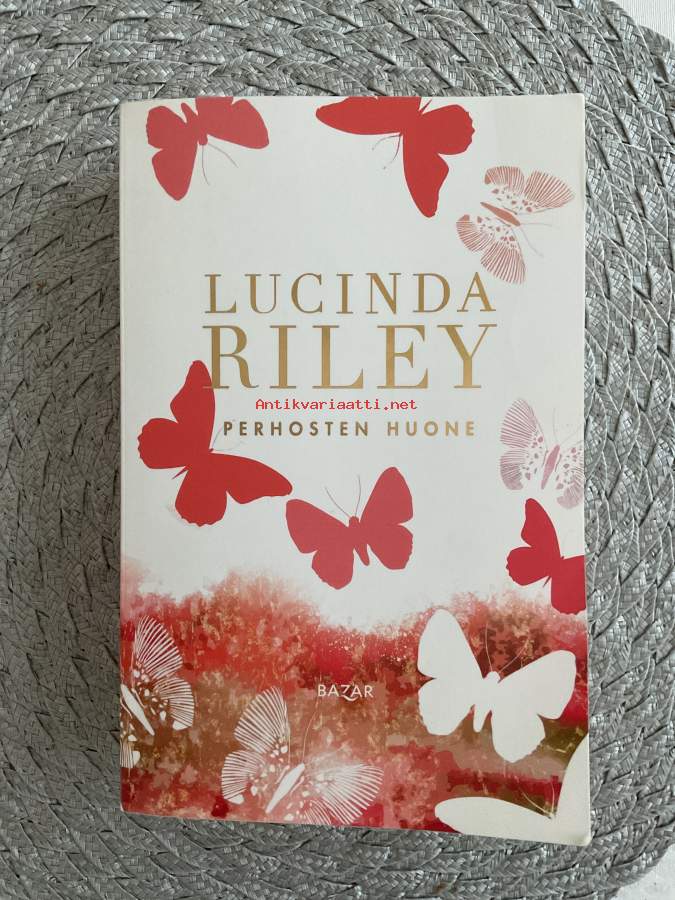 LUCINDA
RILEY
Antikvariaatti.net
PERHOSTEN HUONE
BAZAR